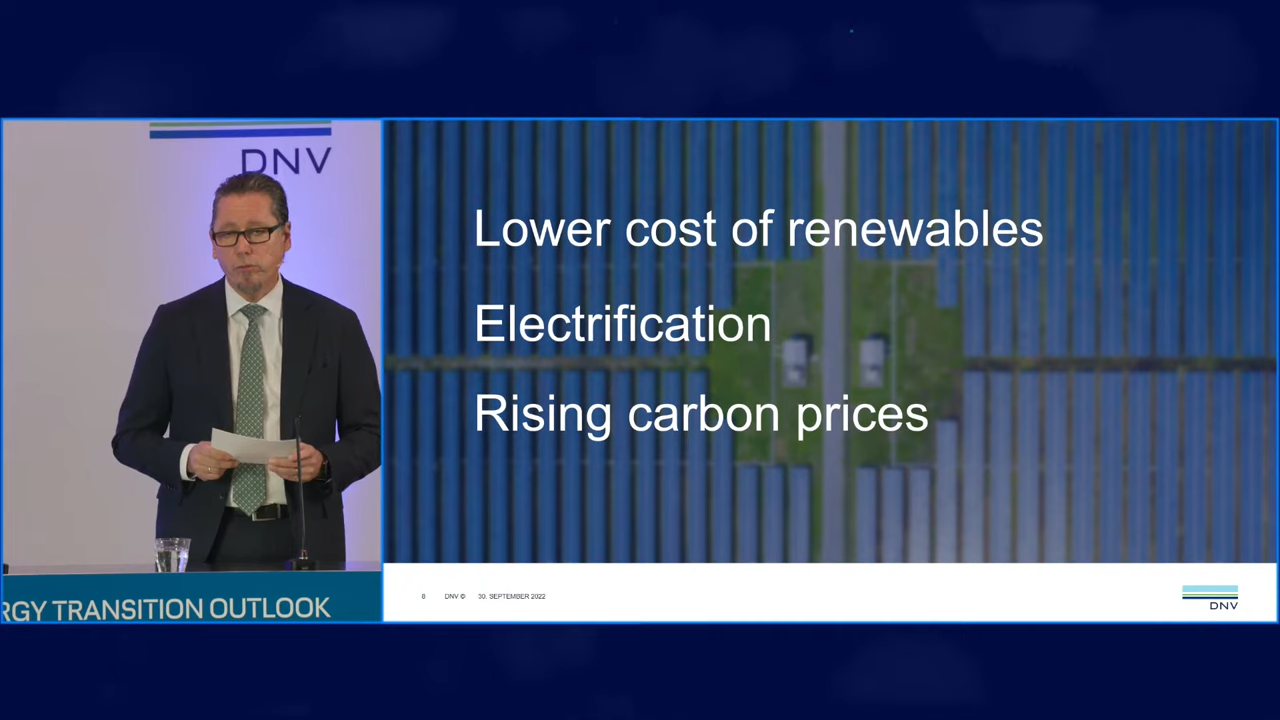 DNV
RGY TRANSITION OUTLOOK
Lower cost of renewables
Electrification
Rising carbon prices
8 DNV © 30. SEPTEMBER 2022
DNV